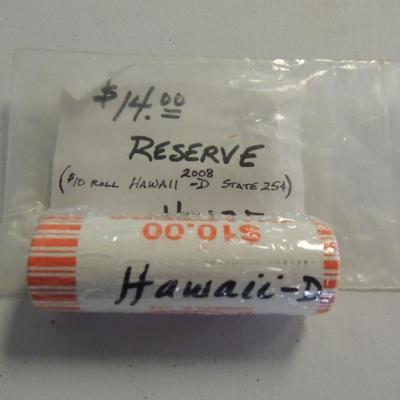 $14.00
RESERVE
2008
($10 ROLL HAWAII -D STATE 25¢)
$10.00
Hawaii-D